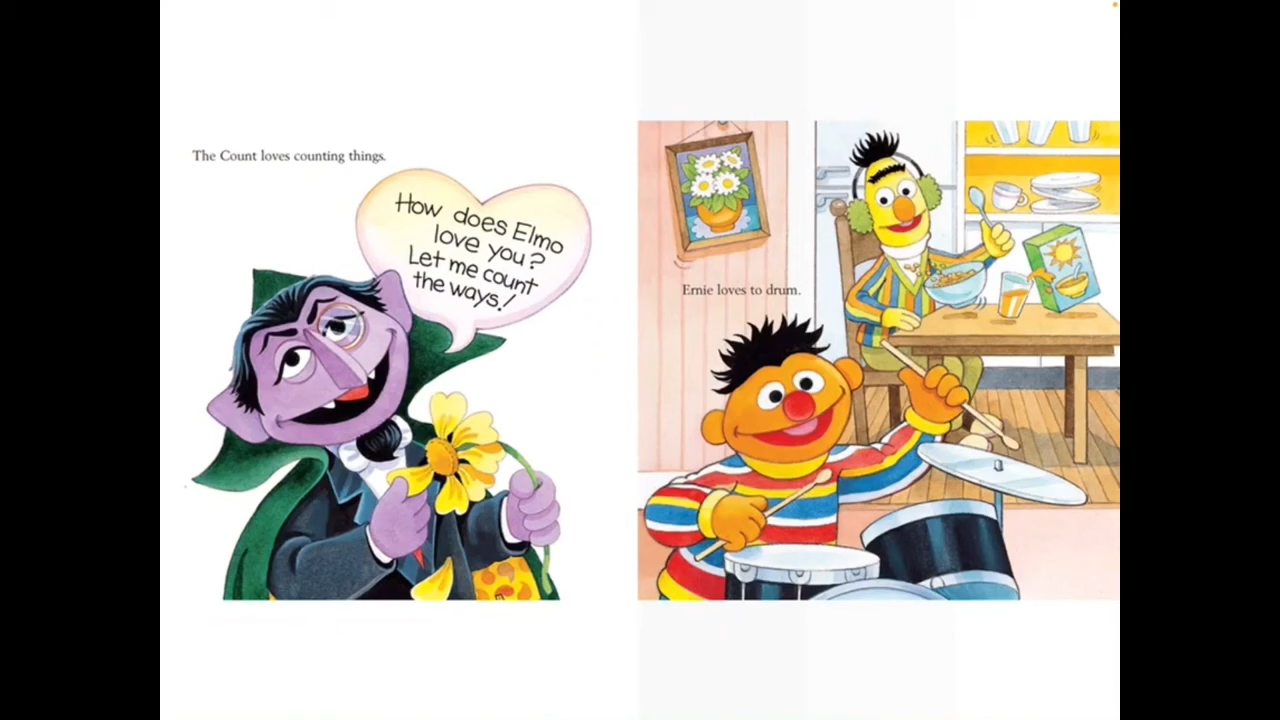 The Count loves counting things.
How does Elmo
love you?
Let me count
the ways!
Ernie loves to drum.